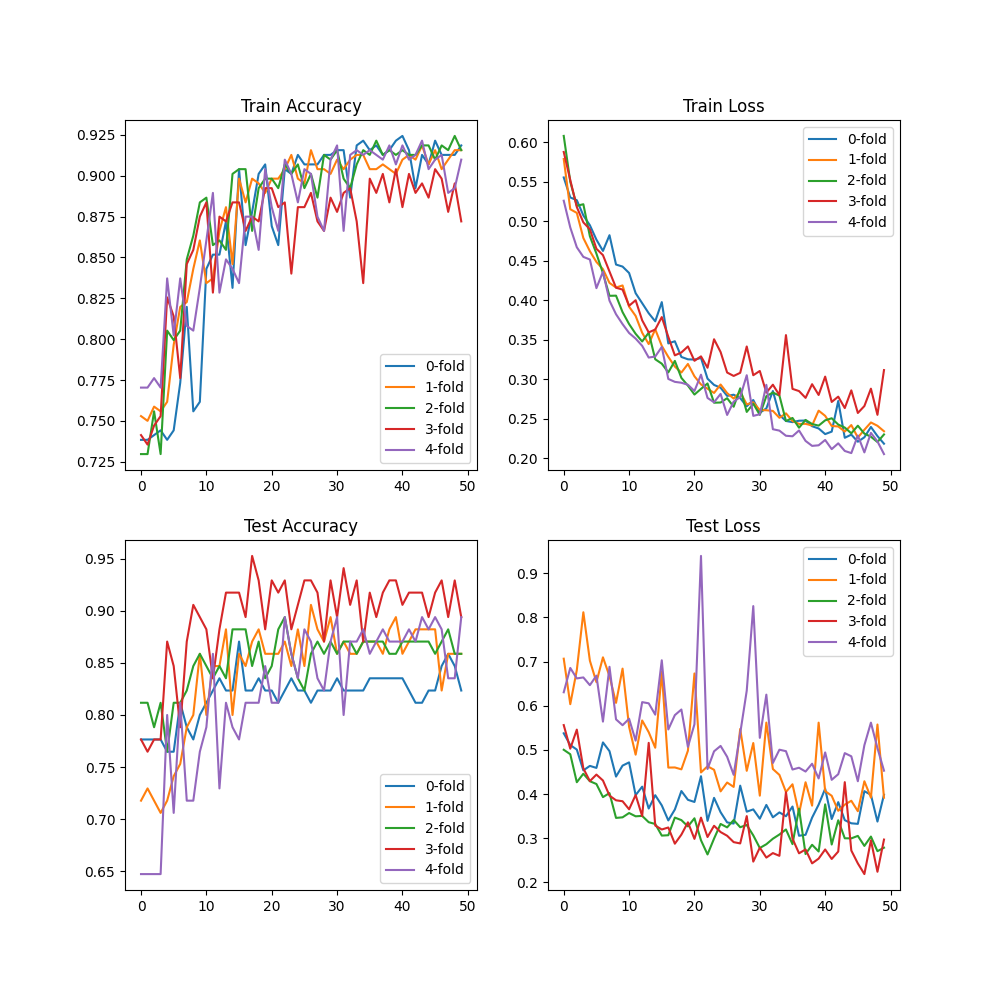 Train Accuracy
0.925
0.900
0.875
0.850
0.825
0.800
0.775
0.750
0.725
0 10 20 30 40 50
0-fold
1-fold
2-fold
3-fold
4-fold
Train Loss
0.60
0.55
0.50
0.45
0.40
0.35
0.30
0.25
0.20
0 10 20 30 40 50
0-fold
1-fold
2-fold
3-fold
4-fold
Test Accuracy
0.95
0.90
0.85
0.80
0.75
0.70
0.65
0 10 20 30 40 50
0-fold
1-fold
2-fold
3-fold
4-fold
Test Loss
0.9
0.8
0.7
0.6
0.5
0.4
0.3
0.2
0 10 20 30 40 50
0-fold
1-fold
2-fold
3-fold
4-fold